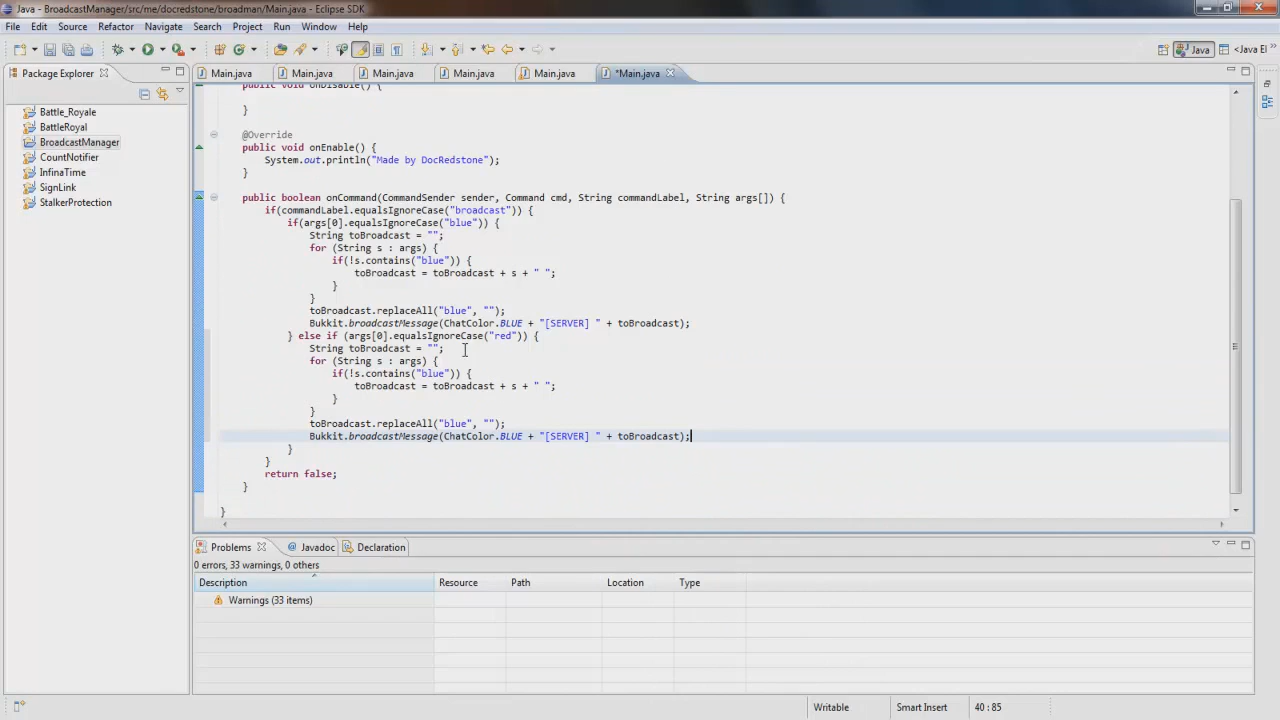 Java - BroadcastManager/src/me/docredstone/broadman/Main.java - Eclipse SDK
File Edit Source Refactor Navigate Search Project Run Window Help
Java <Java El »
Package Explorer
Main.java Main.java Main.java Main.java Main.java *Main.java
Battle_Royale
BattleRoyal
BroadcastManager
CountNotifier
InfinaTime
SignLink
StalkerProtection
public void onDisable() {
}
@Override
public void onEnable() {
System.out.println("Made by DocRedstone");
}
public boolean onCommand(CommandSender sender, Command cmd, String commandLabel, String args[]) {
if(commandLabel.equalsIgnoreCase("broadcast")) {
if(args[0].equalsIgnoreCase("blue")) {
String toBroadcast = "";
for (String s : args) {
if(!s.contains("blue")) {
toBroadcast = toBroadcast + s + " ";
}
}
toBroadcast.replaceAll("blue", "");
Bukkit.broadcastMessage(ChatColor.BLUE + "[SERVER] " + toBroadcast);
} else if (args[0].equalsIgnoreCase("red")) {
String toBroadcast = "";
for (String s : args) {
if(!s.contains("blue")) {
toBroadcast = toBroadcast + s + " ";
}
}
toBroadcast.replaceAll("blue", "");
Bukkit.broadcastMessage(ChatColor.BLUE + "[SERVER] " + toBroadcast);
}
}
return false;
}
}
Problems Javadoc Declaration
0 errors, 33 warnings, 0 others
Description Resource Path Location Type
Warnings (33 items)
Writable Smart Insert 40 : 85